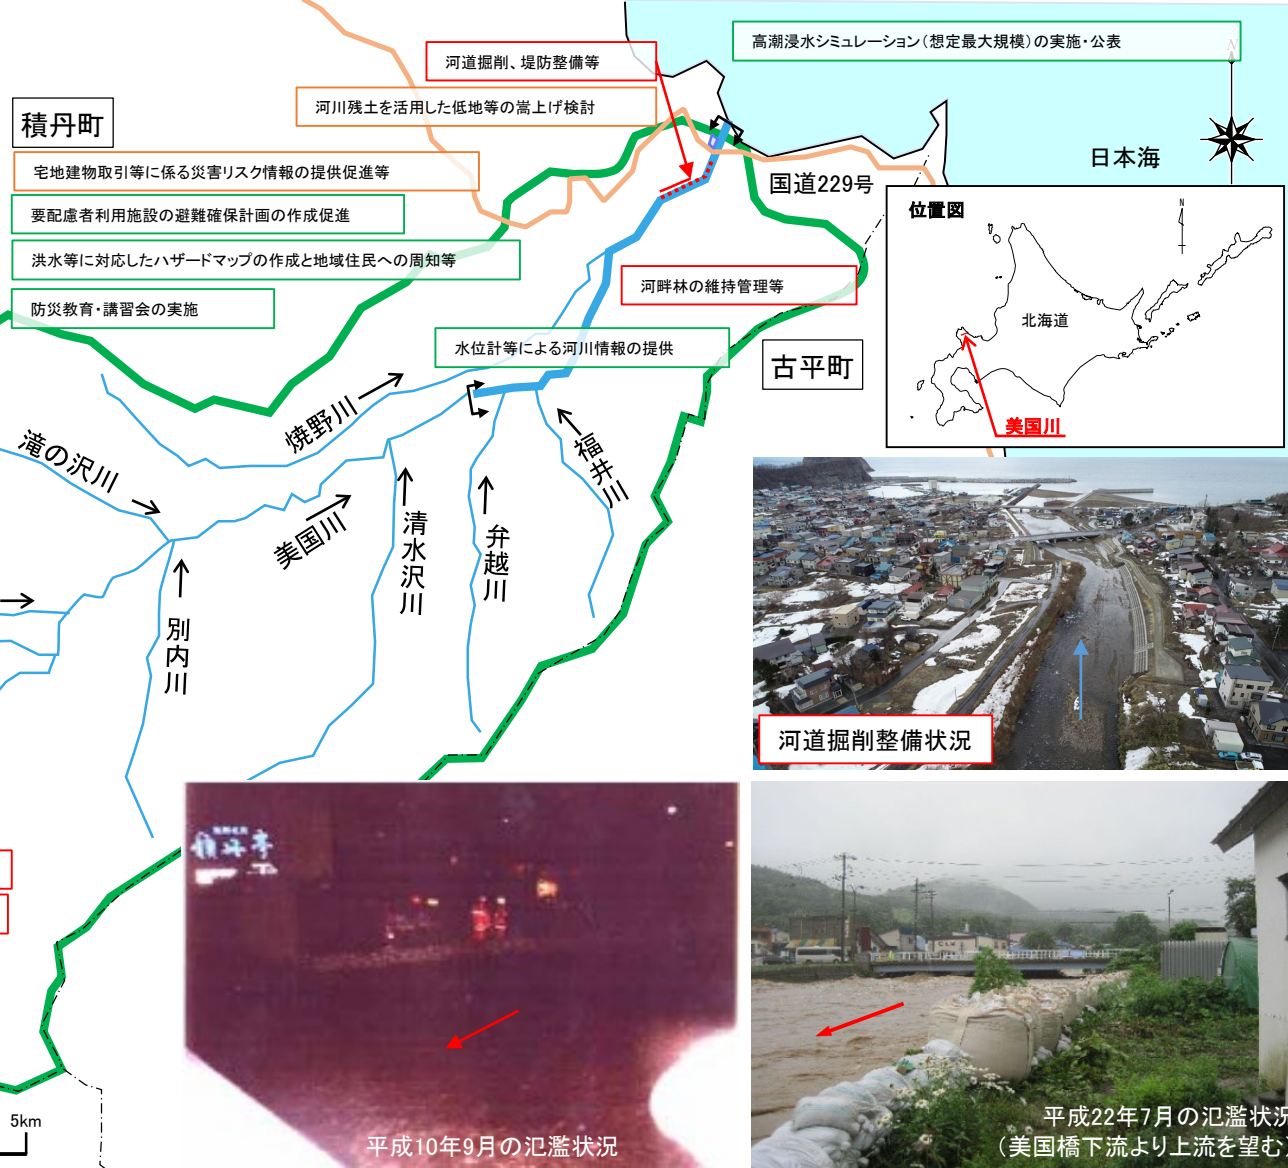 高潮浸水シミュレーション（想定最大規模）の実施・公表
N
河道掘削、堤防整備等
河川残土を活用した低地等の嵩上げ検討
積丹町
日本海
宅地建物取引等に係る災害リスク情報の提供促進等
国道229号
要配慮者利用施設の避難確保計画の作成促進
位置図
N
洪水等に対応したハザードマップの作成と地域住民への周知等
河畔林の維持管理等
防災教育・講習会の実施
北海道
水位計等による河川情報の提供
古平町
美国川
焼野川
滝の沢川
福井川
美国川
清水沢川
弁越川
別内川
河道掘削整備状況
5km
平成10年9月の氾濫状況
平成22年7月の氾濫状況
（美国橋下流より上流を望む